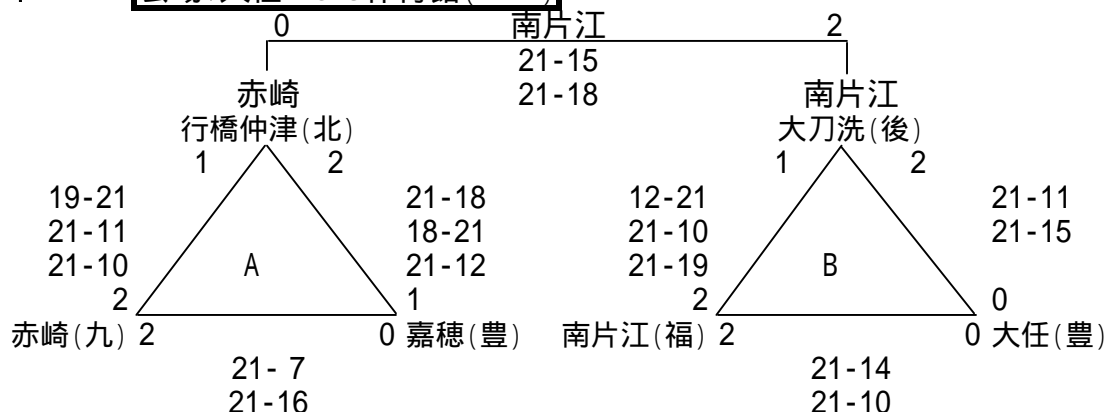 0 南片江 2
21-15
21-18
赤崎 南片江
行橋仲津(北) 大刀洗(後)
1 2 1 2
19-21 21-18 12-21 21-11
21-11 18-21 21-10 21-15
21-10 A 21-12 21-19 B
2 1 2 0
赤崎(九) 2 0 嘉穂(豊) 南片江(福) 2 0 大任(豊)
21- 7 21-14
21-16 21-10